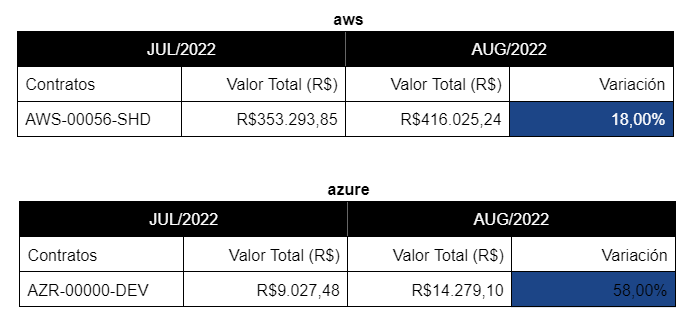 aws
JUL/2022 AUG/2022
Contratos Valor Total (R$) Valor Total (R$) Variación
AWS-00056-SHD R$353.293,85 R$416.025,24 18,00%
azure
JUL/2022 AUG/2022
Contratos Valor Total (R$) Valor Total (R$) Variación
AZR-00000-DEV R$9.027,48 R$14.279,10 58,00%